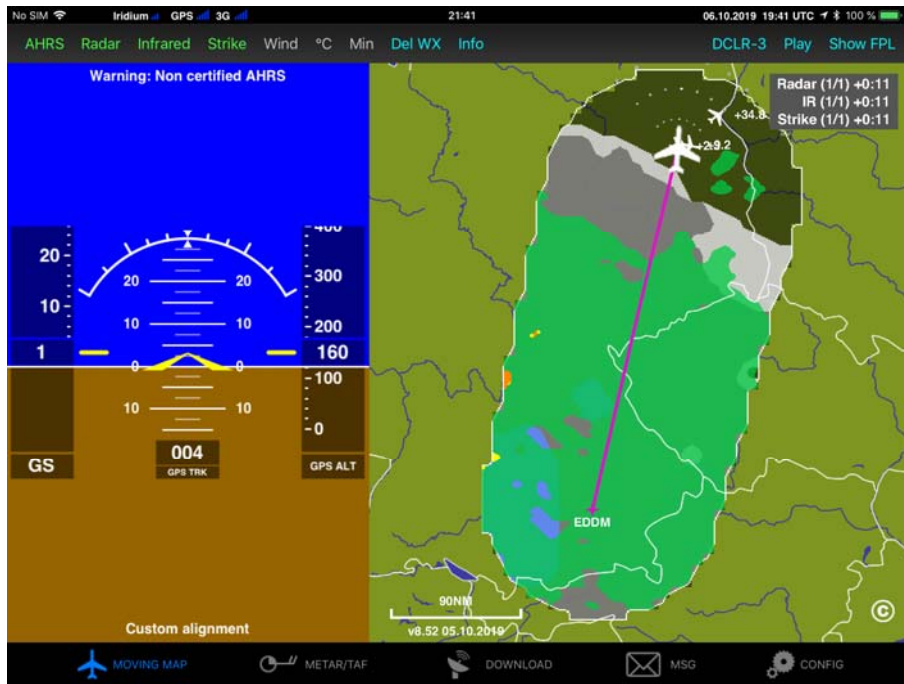 No SIM Iridium GPS 3G 21:41 06.10.2019 19:41 UTC 100 %
AHRS Radar Infrared Strike Wind °C Min Del WX Info DCLR-3 Play Show FPL
Warning: Non certified AHRS
Radar (1/1) +0:11
IR (1/1) +0:11
Strike (1/1) +0:11
+34.8
20 20 20 300
10 10 10 200
1 0 0 160
100
10 10 0
004
GS GPS TRK GPS ALT
EDDM
90NM
v8.52 05.10.2019
Custom alignment
©
MOVING MAP METAR/TAF DOWNLOAD MSG CONFIG